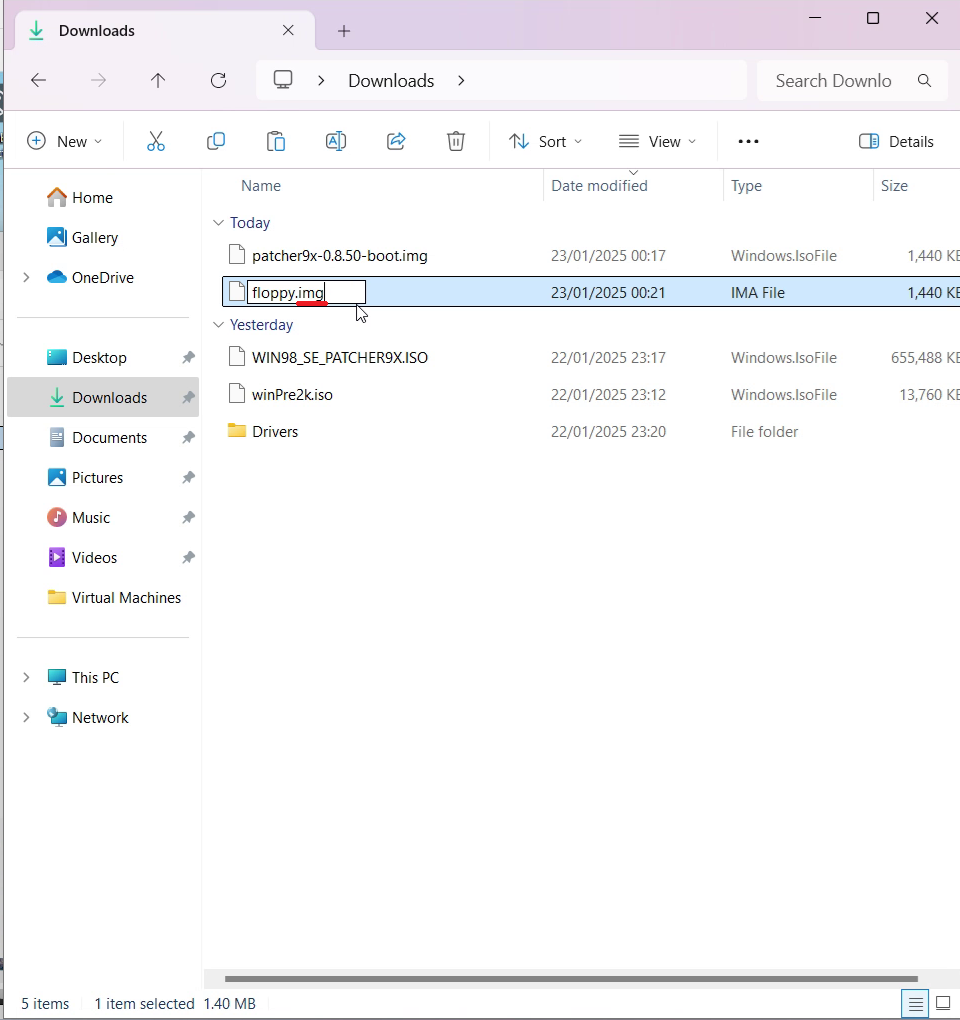 Downloads
Downloads
Search Downlo
New
Sort
View
Details
Name Date modified Type Size
Home
Gallery
OneDrive
Desktop
Downloads
Documents
Pictures
Music
Videos
Virtual Machines
This PC
Network
Today
patcher9x-0.8.50-boot.img 23/01/2025 00:17 Windows.IsoFile 1,440 KE
floppy.img 23/01/2025 00:21 IMA File 1,440 KE
Yesterday
WIN98_SE_PATCHER9X.ISO 22/01/2025 23:17 Windows.IsoFile 655,488 KE
winPre2k.iso 22/01/2025 23:12 Windows.IsoFile 13,760 KE
Drivers 22/01/2025 23:20 File folder
5 items 1 item selected 1.40 MB